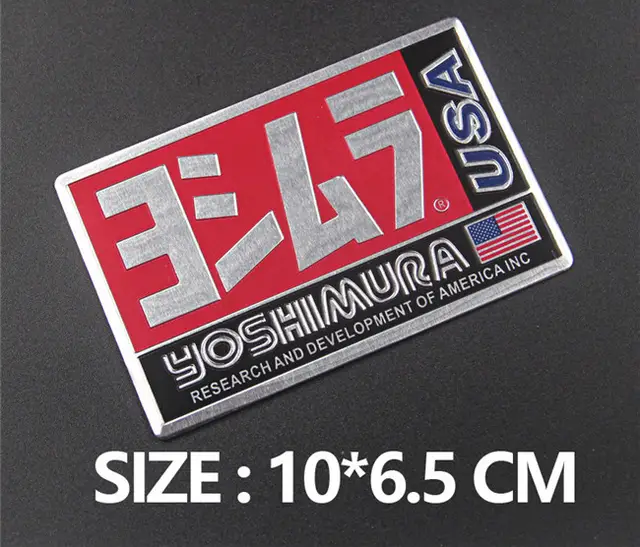 ヨシムラ®
USA
YOSHIMURA
RESEARCH AND DEVELOPMENT OF AMERICA INC
SIZE : 10*6.5 CM